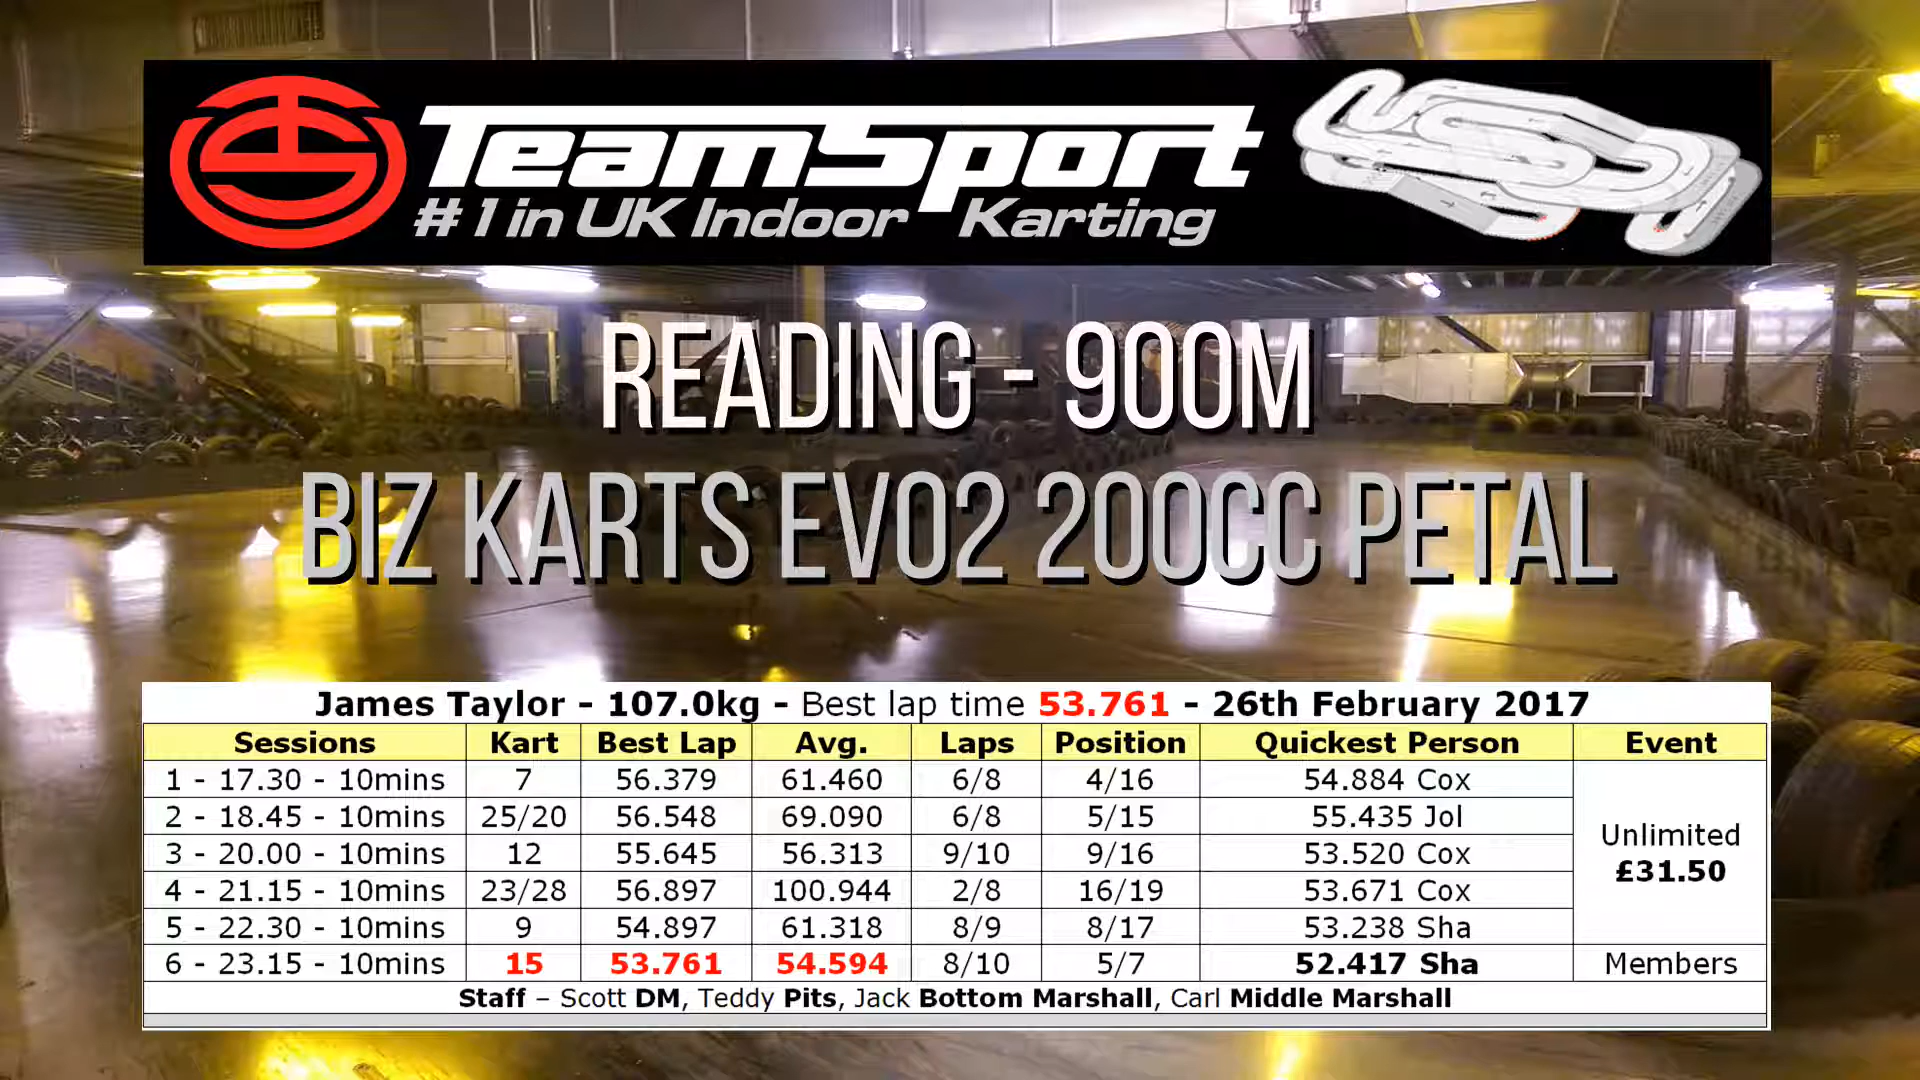 TeamSport
#1 in UK Indoor Karting
READING - 900M
BIZ KARTS EVO2 200CC PETAL
James Taylor - 107.0kg - Best lap time 53.761 - 26th February 2017
Sessions Kart Best Lap Avg. Laps Position Quickest Person Event
1 - 17.30 - 10mins 7 56.379 61.460 6/8 4/16 54.884 Cox
2 - 18.45 - 10mins 25/20 56.548 69.090 6/8 5/15 55.435 Jol
3 - 20.00 - 10mins 12 55.645 56.313 9/10 9/16 53.520 Cox
4 - 21.15 - 10mins 23/28 56.897 100.944 2/8 16/19 53.671 Cox
5 - 22.30 - 10mins 9 54.897 61.318 8/9 8/17 53.238 Sha
Unlimited
£31.50
6 - 23.15 - 10mins 15 53.761 54.594 8/10 5/7 52.417 Sha Members
Staff – Scott DM, Teddy Pits, Jack Bottom Marshall, Carl Middle Marshall